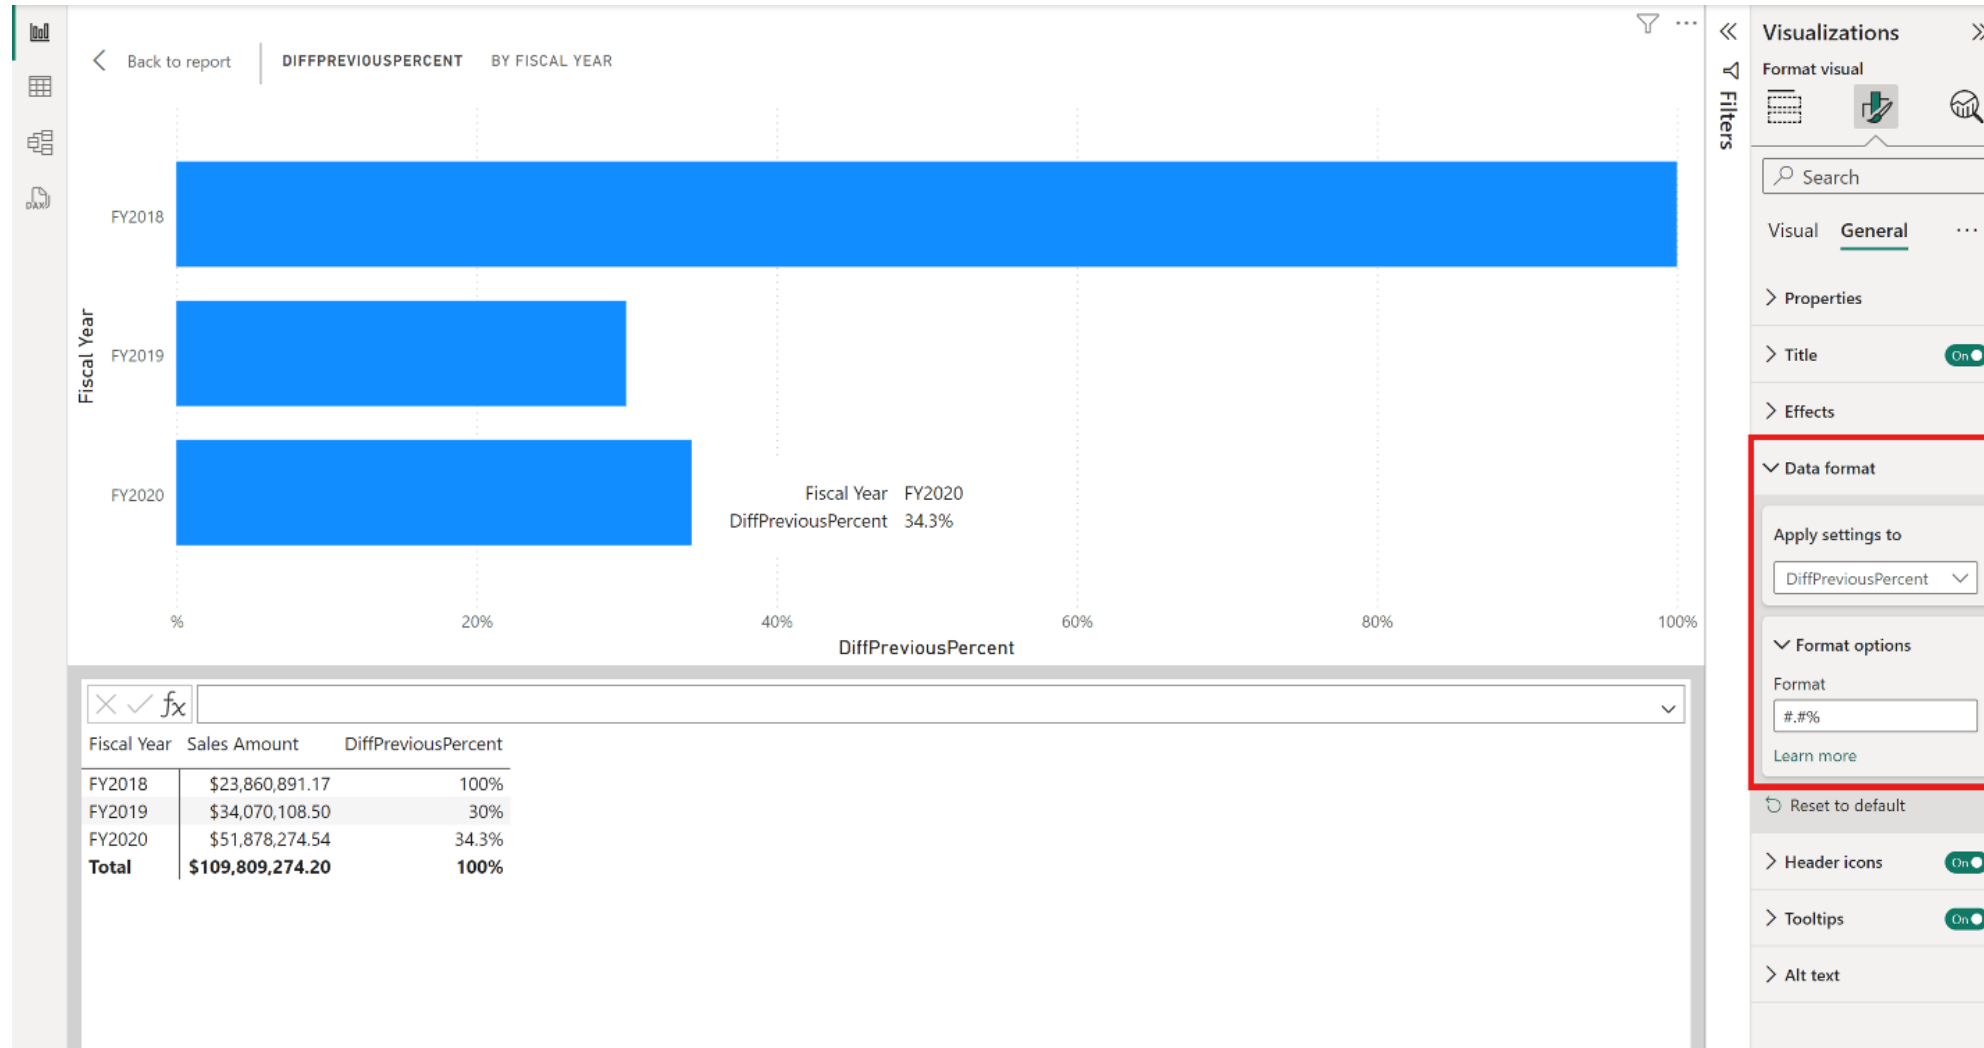 Back to report
DIFFPREVIOUSPERCENT BY FISCAL YEAR
Fiscal Year
FY2018
FY2019
FY2020
Fiscal Year FY2020
DiffPreviousPercent 34.3%
% 20% 40% 60% 80% 100%
DiffPreviousPercent
fx
Fiscal Year Sales Amount DiffPreviousPercent
FY2018 $23,860,891.17 100%
FY2019 $34,070,108.50 30%
FY2020 $51,878,274.54 34.3%
Total $109,809,274.20 100%
DAX
Filters
Visualizations
Format visual
Search
Visual General
Properties
Title On
Effects
Data format
Apply settings to
DiffPreviousPercent
Format options
Format
#.#%
Learn more
Reset to default
Header icons On
Tooltips On
Alt text